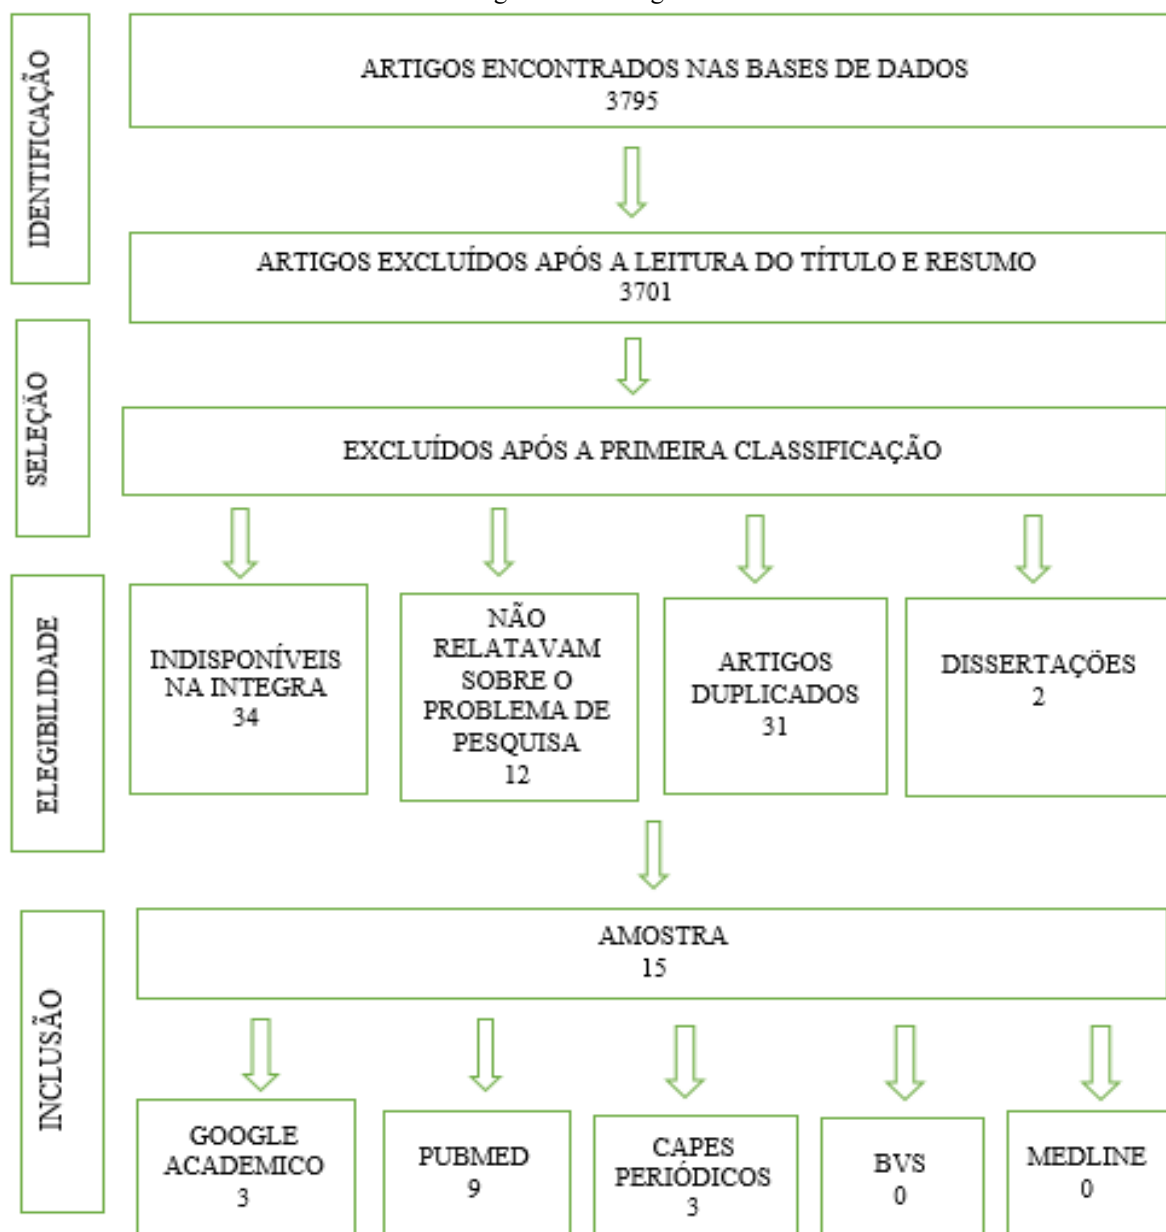 IDENTIFICAÇÃO
ARTIGOS ENCONTRADOS NAS BASES DE DADOS
3795
ARTIGOS EXCLUÍDOS APÓS A LEITURA DO TÍTULO E RESUMO
3701
SELEÇÃO
EXCLUÍDOS APÓS A PRIMEIRA CLASSIFICAÇÃO
ELEGIBILIDADE
INDISPONÍVEIS
NA INTEGRA
34
NÃO
RELATAVAM
SOBRE O
PROBLEMA DE
PESQUISA
12
ARTIGOS
DUPLICADOS
31
DISSERTAÇÕES
2
INCLUSÃO
AMOSTRA
15
GOOGLE
ACADEMICO
3
PUBMED
9
CAPES
PERIÓDICOS
3
BVS
0
MEDLINE
0